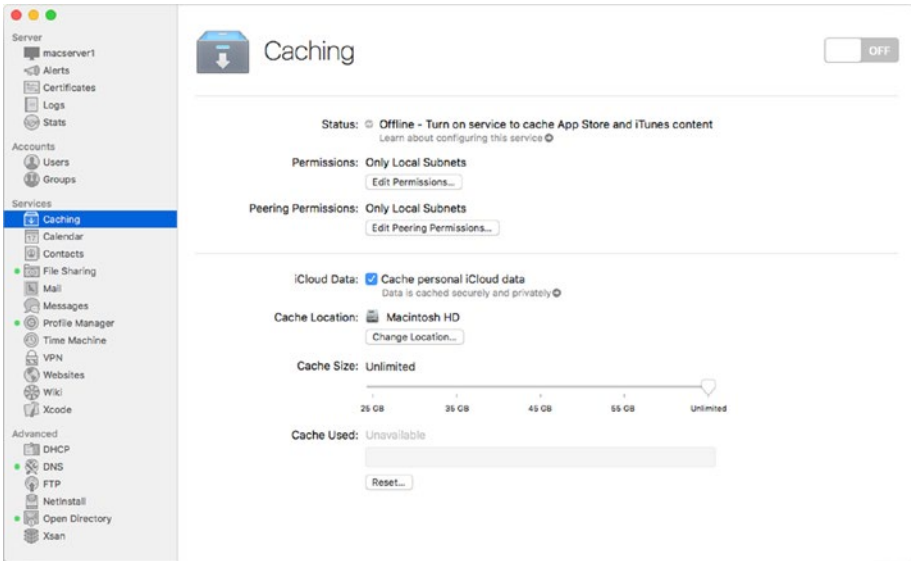 Server
macserver1
Alerts
Certificates
Logs
Stats
Accounts
Users
Groups
Services
Caching
17
Calendar
Contacts
File Sharing
Mail
Messages
Profile Manager
Time Machine
VPN
Websites
Wiki
Xcode
Advanced
DHCP
DNS
FTP
NetInstall
Open Directory
Xsan
Caching
OFF
Status: Offline - Turn on service to cache App Store and iTunes content
Learn about configuring this service
Permissions: Only Local Subnets
Edit Permissions...
Peering Permissions: Only Local Subnets
Edit Peering Permissions...
iCloud Data: Cache personal iCloud data
Data is cached securely and privately
Cache Location: Macintosh HD
Change Location...
Cache Size: Unlimited
25 GB 35 GB 45 GB 55 GB Unlimited
Cache Used: Unavailable
Reset...